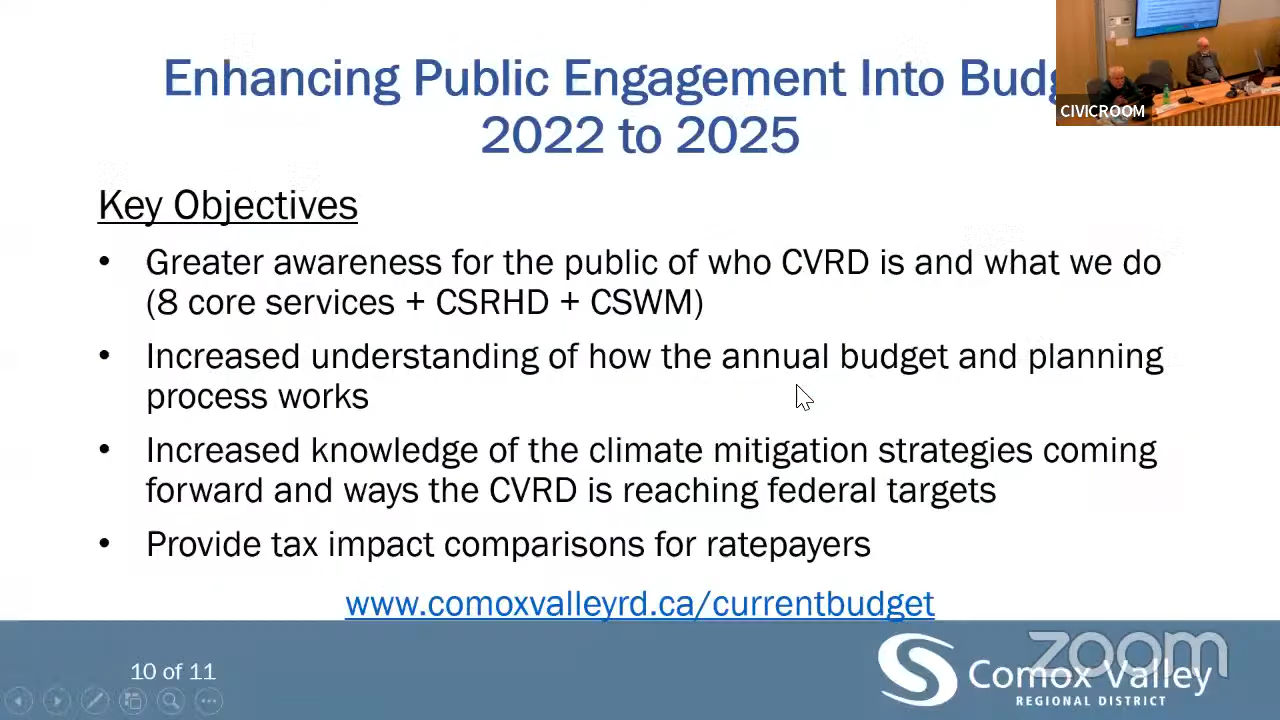 Enhancing Public Engagement Into Budg
2022 to 2025
CIVICROOM
Key Objectives
• Greater awareness for the public of who CVRD is and what we do
(8 core services + CSRHD + CSWM)
• Increased understanding of how the annual budget and planning
process works
• Increased knowledge of the climate mitigation strategies coming
forward and ways the CVRD is reaching federal targets
• Provide tax impact comparisons for ratepayers
www.comoxvalleyrd.ca/currentbudget
10 of 11
zoom
Comox Valley
REGIONAL DISTRICT